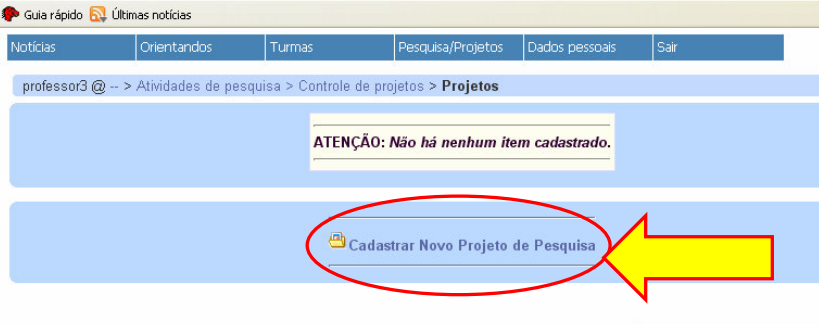 Guia rápido Últimas notícias
Notícias Orientandos Turmas Pesquisa/Projetos Dados pessoais Sair
professor3 @ -- > Atividades de pesquisa > Controle de projetos > Projetos
ATENÇÃO: Não há nenhum item cadastrado.
Cadastrar Novo Projeto de Pesquisa